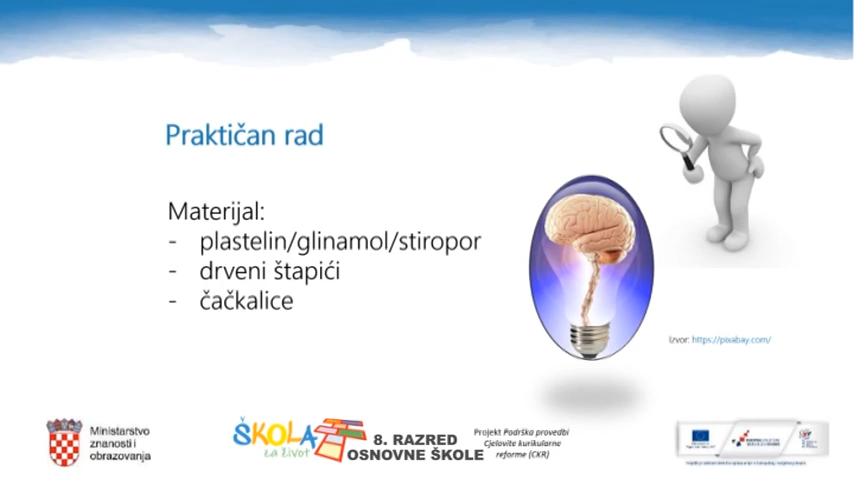 Praktičan rad
Materijal:
- plastelin/glinamol/stiropor
- drveni štapići
- čačkalice
Izvor: https://pixabay.com/
Ministarstvo
znanosti i
obrazovanja
ŠKOLA
za život
8. RAZRED
OSNOVNE ŠKOLE
Projekt Podrška provedbi
Cjelovite kurikularne
reforme (CKR)